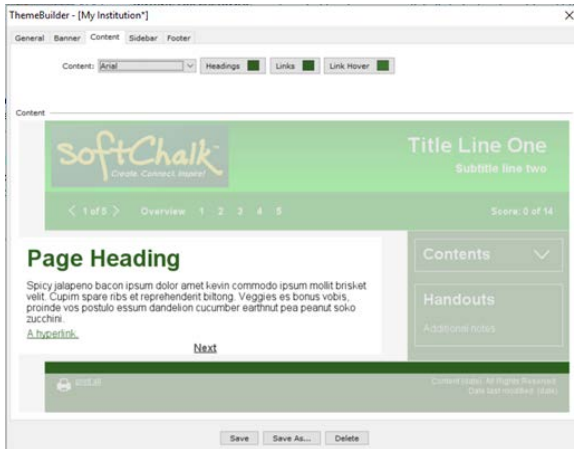 ThemeBuilder - [My Institution*]
General Banner Content Sidebar Footer
Content: Arial Headings Links Link Hover
Content
SoftChalk
Create. Connect. Inspire!
Title Line One
Subtitle line two
< 1 of 5 > Overview 1 2 3 4 5 Score: 0 of 14
Page Heading
Spicy jalapeno bacon ipsum dolor amet kevin commodo ipsum mollit brisket
velit. Cupim spare ribs et reprehenderit biltong. Veggies es bonus vobis,
proinde vos postulo essum dandelion cucumber earthnut pea peanut soko
zucchini.
A hyperlink.
Next
Contents
Handouts
Additional notes
print all
Content {date}. All Rights Reserved.
Date last modified: {date}
Save Save As... Delete